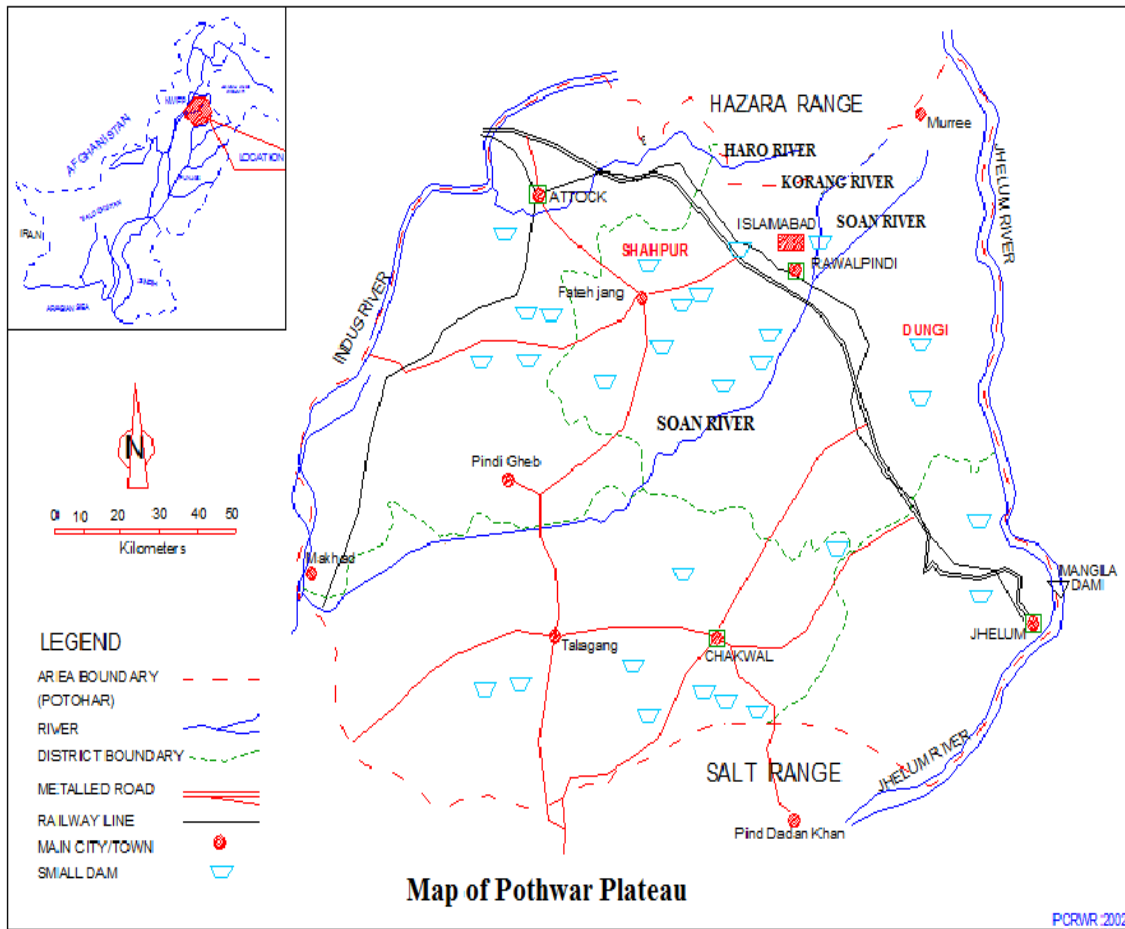 AFGHANISTAN
LOCATION
IRAN
ARABIAN SEA
HAZARA RANGE
Murree
HARO RIVER
KORANG RIVER
JHELUM RIVER
ATTOCK
ISLAMABAD
SOAN RIVER
SHAHPUR
RAWALPINDI
Fateh jang
INDUS RIVER
DUNGI
SOAN RIVER
Pindi Gheb
N
0 10 20 30 40 50
Kilometers
Makhad
MANGILA
DAMI
JHELUM
Talagang
CHAKWAL
LEGEND
AREA BOUNDARY
(POTOHAR)
RIVER
DISTRICT BOUNDARY
METALLED ROAD
RAILWAY LINE
MAIN CITY/TOWN
SMALL DAM
SALT RANGE
JHELUM RIVER
Pind Dadan Khan
Map of Pothwar Plateau
PCRWR :2002